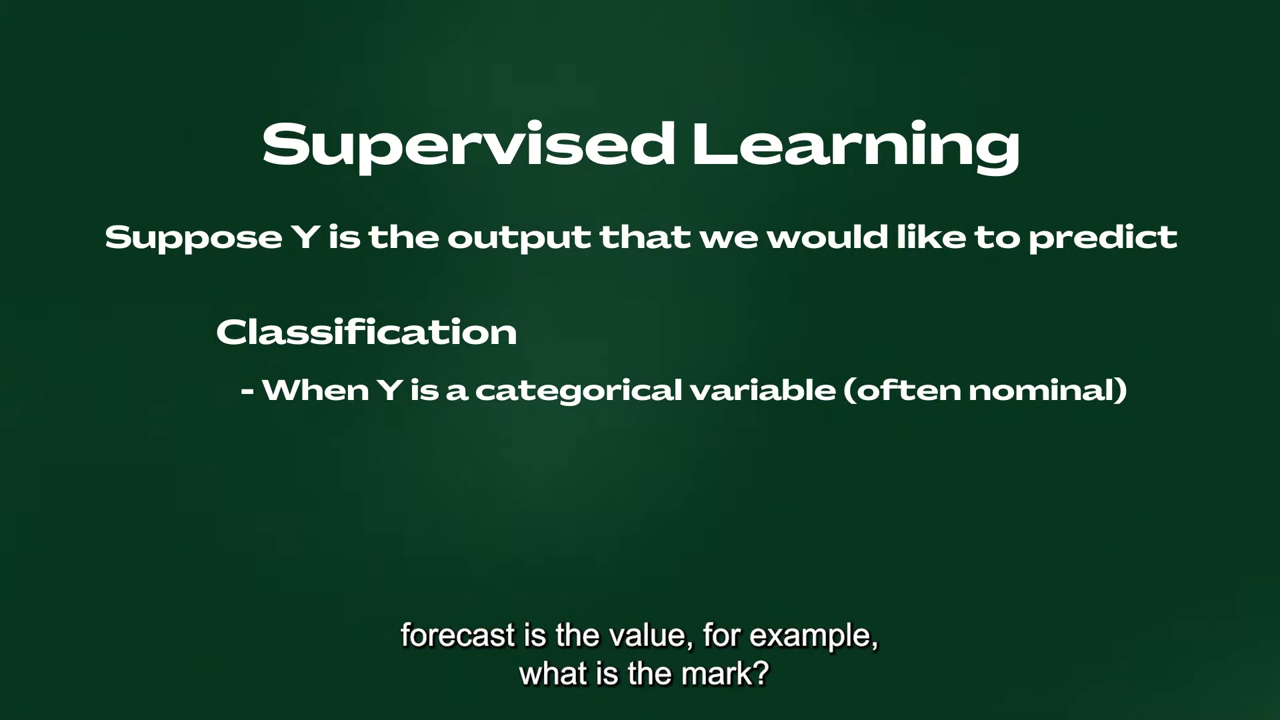 Supervised Learning
Suppose Y is the output that we would like to predict
Classification
- When Y is a categorical variable (often nominal)
forecast is the value, for example,
what is the mark?